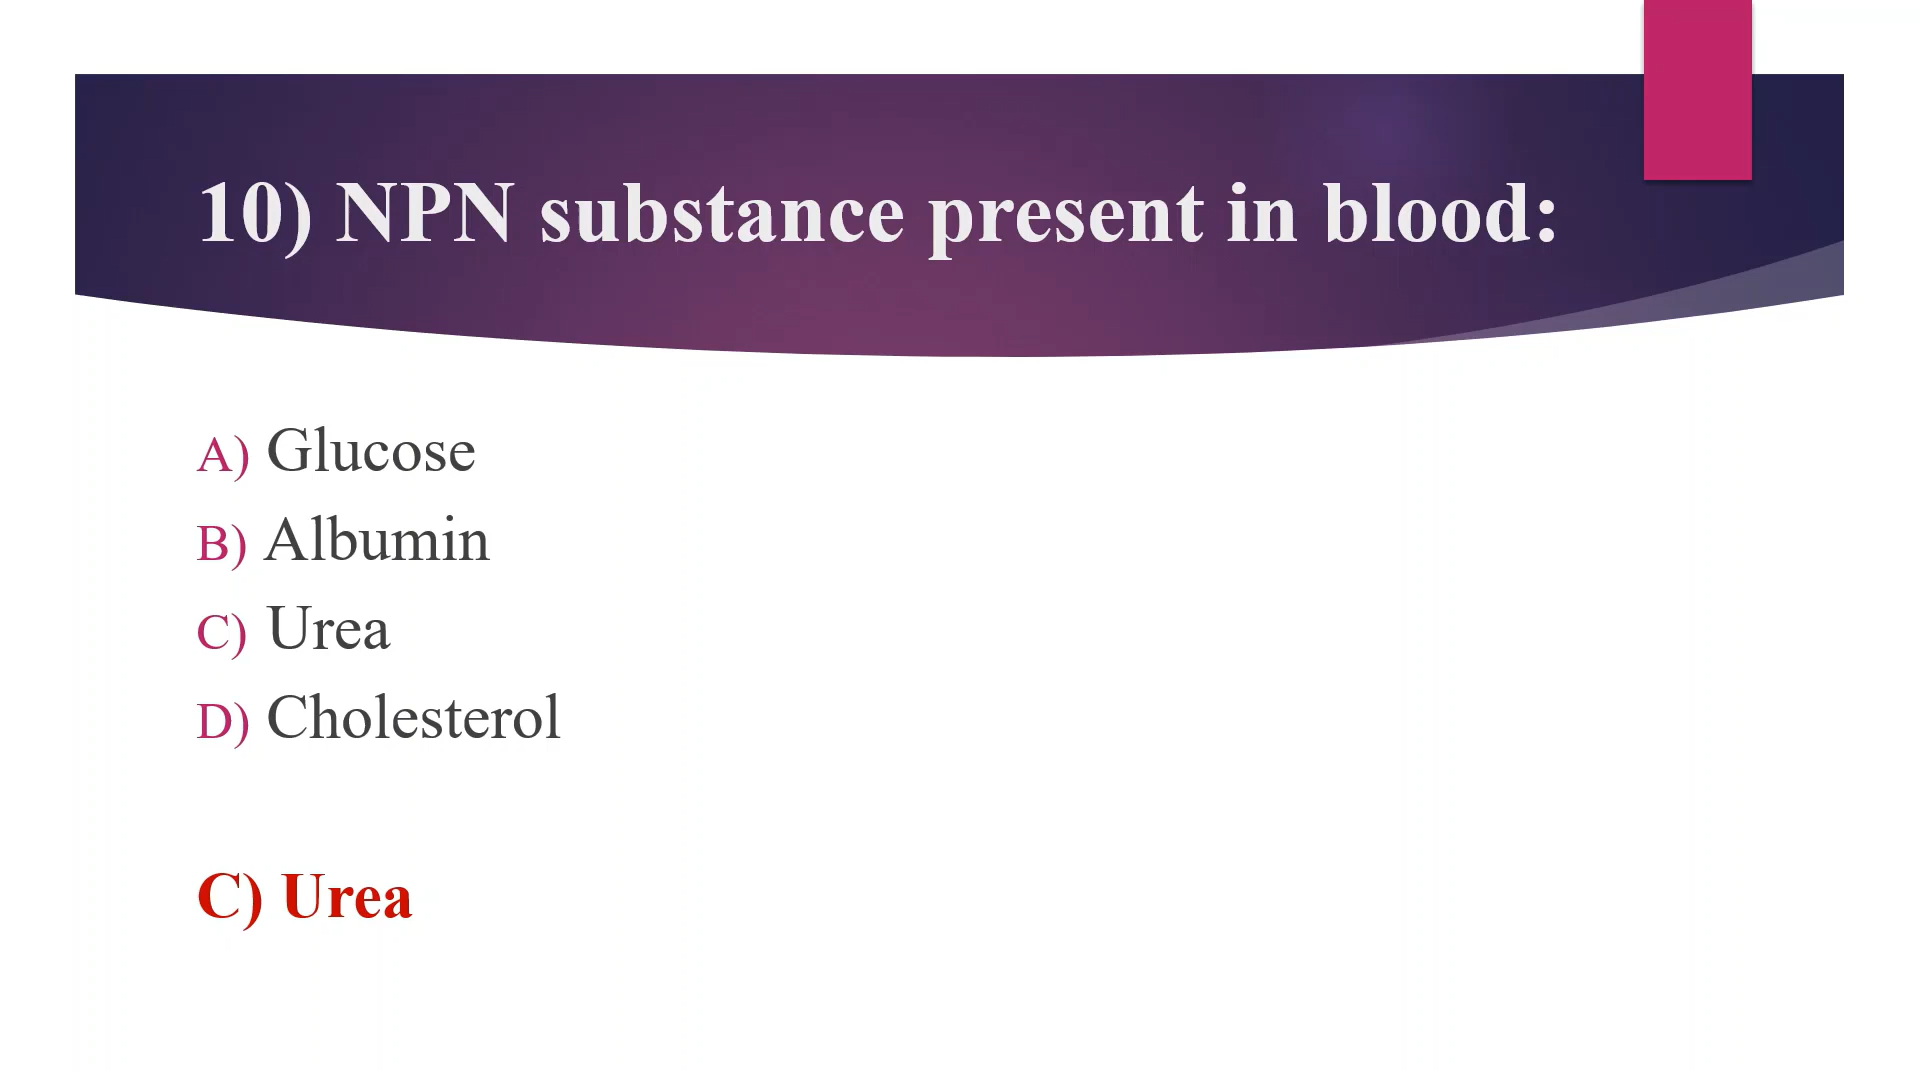 10) NPN substance present in blood:
A) Glucose
B) Albumin
C) Urea
D) Cholesterol
C) Urea